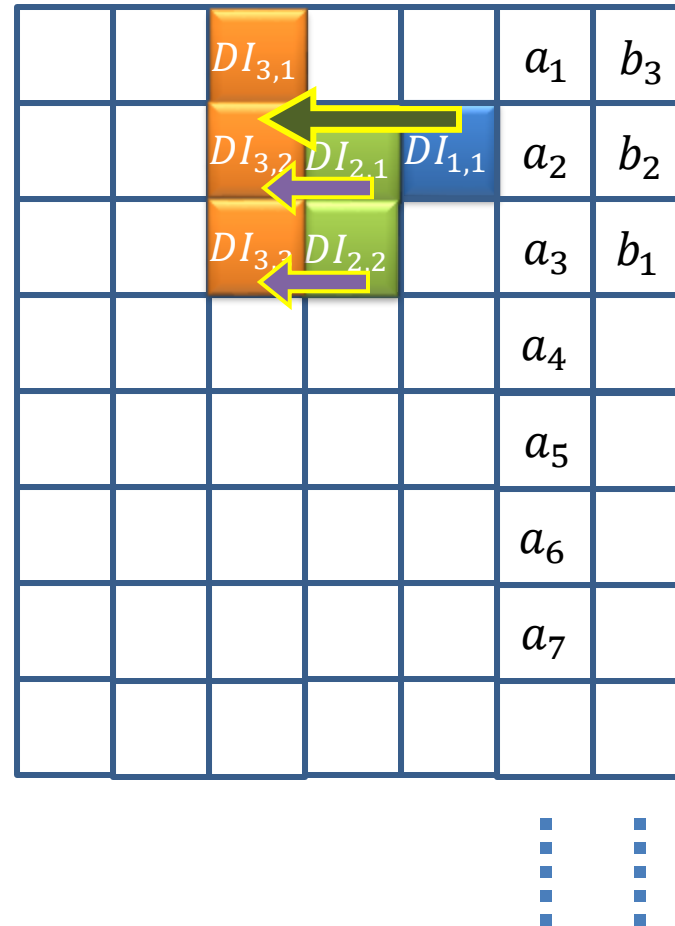 DI₃,₁ a₁ b₃
DI₃,₂ DI₂,₁ DI₁,₁ a₂ b₂
DI₃,₃ DI₂,₂ a₃ b₁
a₄
a₅
a₆
a₇